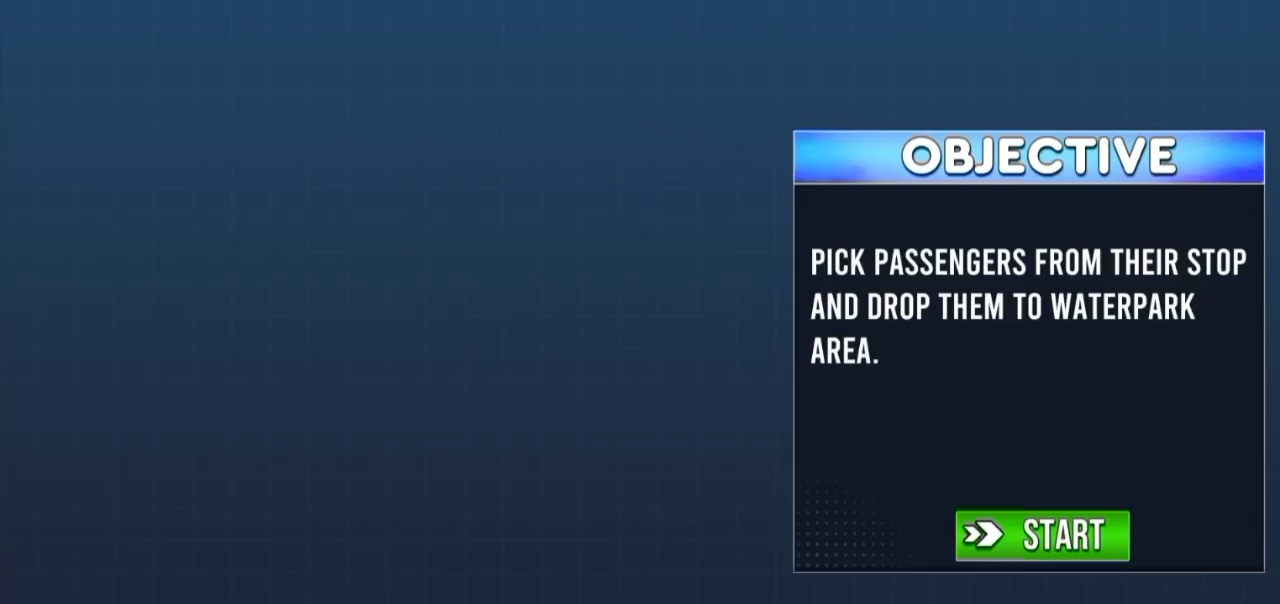 OBJECTIVE
PICK PASSENGERS FROM THEIR STOP
AND DROP THEM TO WATERPARK
AREA.
START